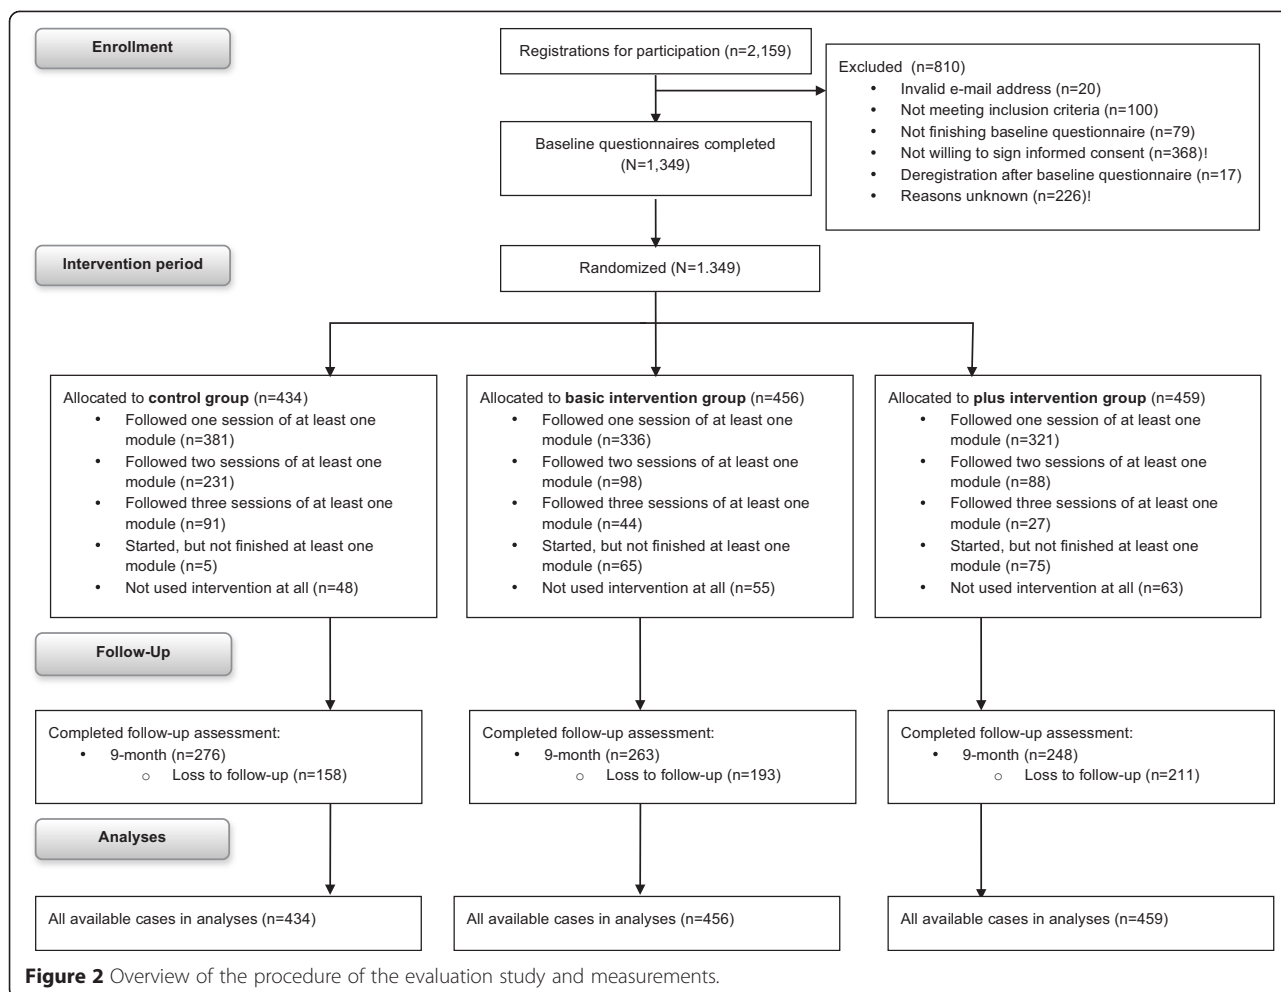 Enrollment
Registrations for participation (n=2,159)
Excluded (n=810)
• Invalid e-mail address (n=20)
• Not meeting inclusion criteria (n=100)
• Not finishing baseline questionnaire (n=79)
• Not willing to sign informed consent (n=368)!
• Deregistration after baseline questionnaire (n=17)
• Reasons unknown (n=226)!
Baseline questionnaires completed
(N=1,349)
Intervention period
Randomized (N=1.349)
Allocated to control group (n=434)
• Followed one session of at least one
module (n=381)
• Followed two sessions of at least one
module (n=231)
• Followed three sessions of at least one
module (n=91)
• Started, but not finished at least one
module (n=5)
• Not used intervention at all (n=48)
Allocated to basic intervention group (n=456)
• Followed one session of at least one
module (n=336)
• Followed two sessions of at least one
module (n=98)
• Followed three sessions of at least one
module (n=44)
• Started, but not finished at least one
module (n=65)
• Not used intervention at all (n=55)
Allocated to plus intervention group (n=459)
• Followed one session of at least one
module (n=321)
• Followed two sessions of at least one
module (n=88)
• Followed three sessions of at least one
module (n=27)
• Started, but not finished at least one
module (n=75)
• Not used intervention at all (n=63)
Follow-Up
Completed follow-up assessment:
• 9-month (n=276)
○ Loss to follow-up (n=158)
Completed follow-up assessment:
• 9-month (n=263)
○ Loss to follow-up (n=193)
Completed follow-up assessment:
• 9-month (n=248)
○ Loss to follow-up (n=211)
Analyses
All available cases in analyses (n=434)
All available cases in analyses (n=456)
All available cases in analyses (n=459)
Figure 2 Overview of the procedure of the evaluation study and measurements.